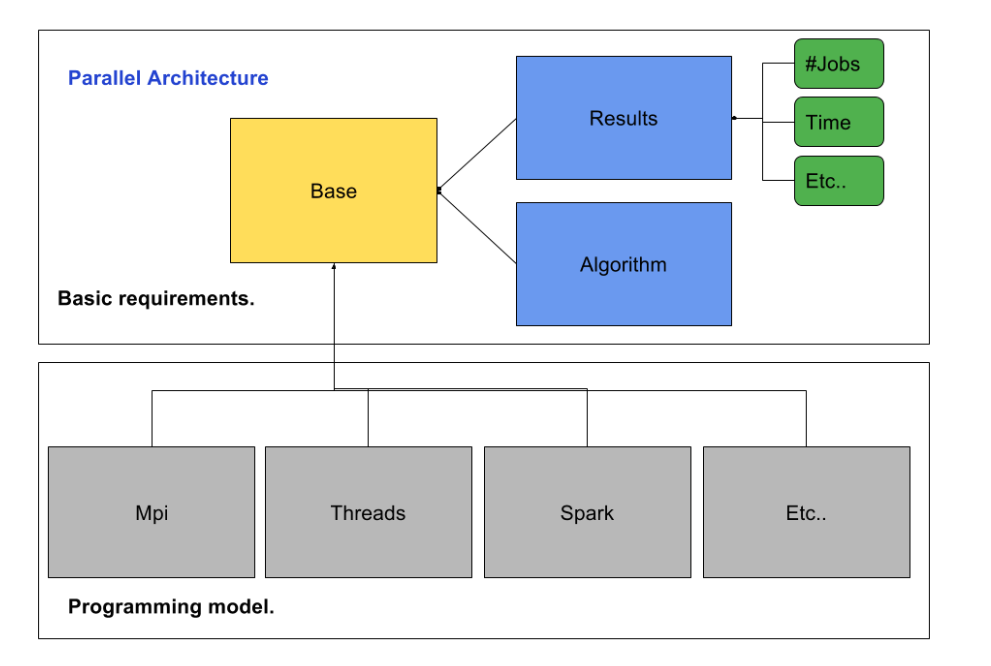 Parallel Architecture
#Jobs
Results
Time
Etc..
Base
Algorithm
Basic requirements.
Mpi
Threads
Spark
Etc..
Programming model.